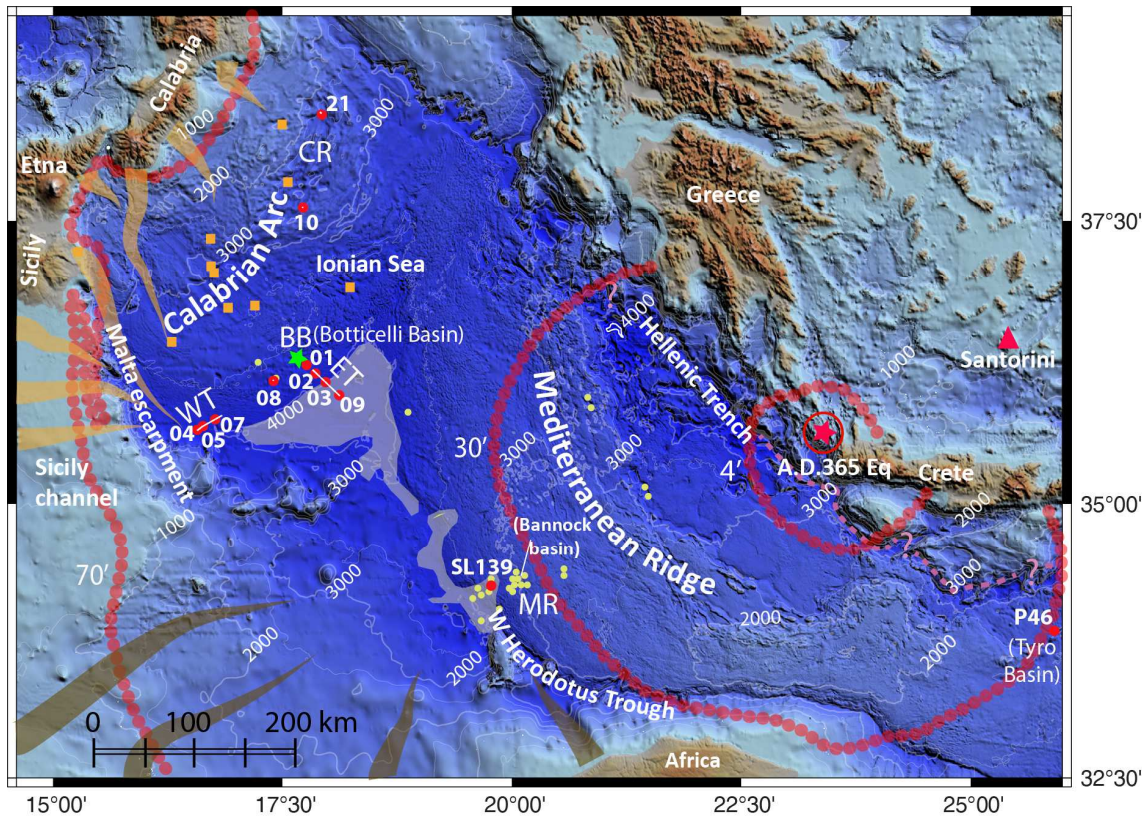 Calabria
21
1000
3000
CR
Etna
2000
Greece
10
37°30'
Sicily
3000
Calabrian Arc
Ionian Sea
4000
Hellenic Trench
BB (Botticelli Basin)
1000
Santorini
01
ET
02
03
08
09
4000
WT
04
05
07
Malta escarpment
Mediterranean Ridge
3000
30'
3000
4'
A.D.365 Eq
Crete
Sicily
channel
3000
2000
35°00'
1000
3000
(Bannock
basin)
SL139
70'
3000
MR
3000
?
?
?
P46
(Tyro
Basin)
2000
2000
2000
2000
W Herodotus Trough
0 100 200 km
Africa
32°30'
15°00' 17°30' 20°00' 22°30' 25°00'